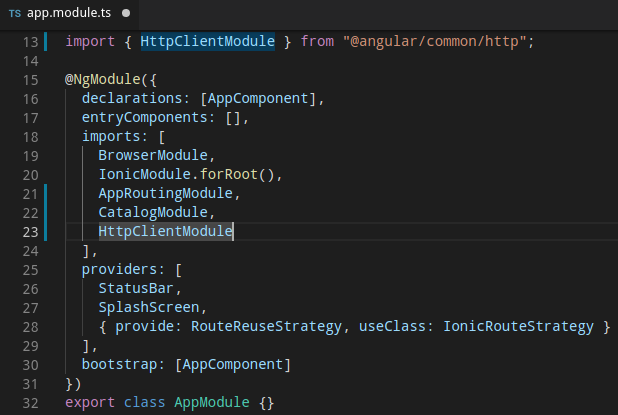 TS app.module.ts
13 import { HttpClientModule } from "@angular/common/http";
14
15 @NgModule({
16 declarations: [AppComponent],
17 entryComponents: [],
18 imports: [
19 BrowserModule,
20 IonicModule.forRoot(),
21 AppRoutingModule,
22 CatalogModule,
23 HttpClientModule
24 ],
25 providers: [
26 StatusBar,
27 SplashScreen,
28 { provide: RouteReuseStrategy, useClass: IonicRouteStrategy }
29 ],
30 bootstrap: [AppComponent]
31 })
32 export class AppModule {}